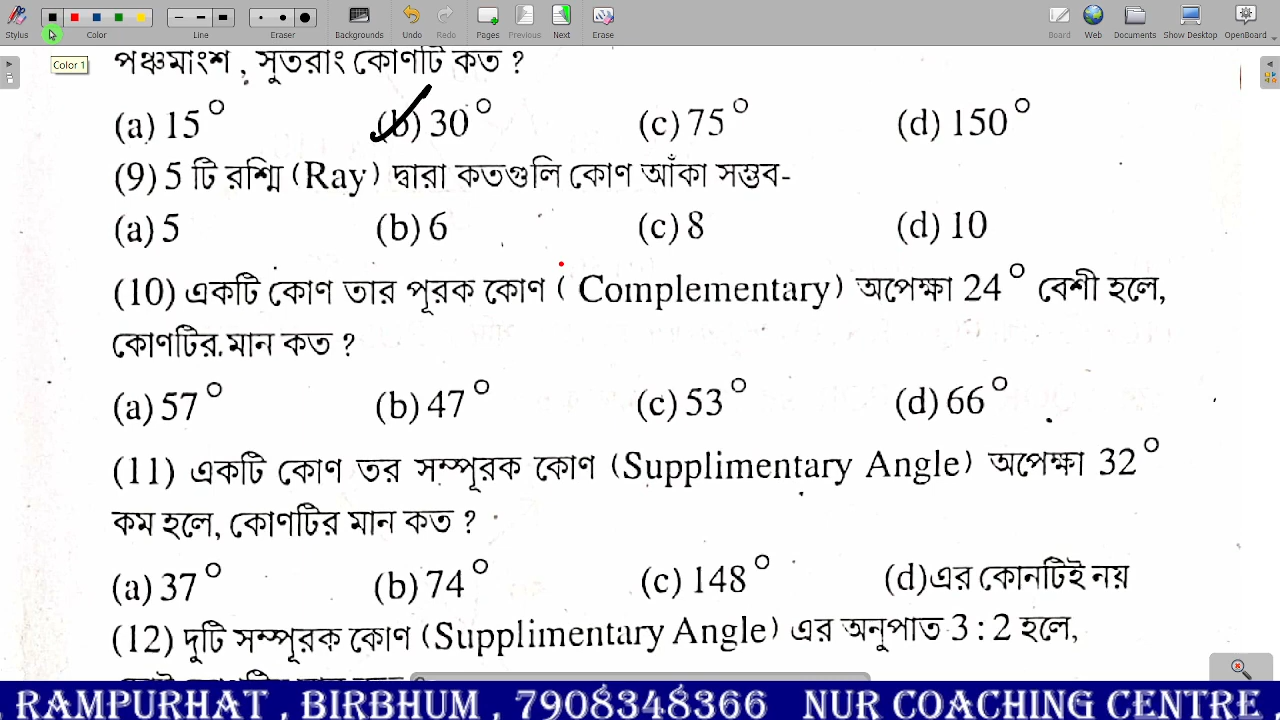 Stylus Color Line Eraser Backgrounds Undo Redo Pages Previous Next Erase Board Web Documents Show Desktop OpenBoard
Color 1
পঞ্চমাংশ , সুতরাং কোণটি কত ?
(a) 15° (b) 30° (c) 75° (d) 150°
(9) 5 টি রশ্মি (Ray) দ্বারা কতগুলি কোণ আঁকা সম্ভব-
(a) 5 (b) 6 (c) 8 (d) 10
(10) একটি কোণ তার পূরক কোণ ( Complementary) অপেক্ষা 24° বেশী হলে,
কোণটির মান কত ?
(a) 57° (b) 47° (c) 53° (d) 66°
(11) একটি কোণ তর সম্পূরক কোণ (Supplimentary Angle) অপেক্ষা 32°
কম হলে, কোণটির মান কত ?
(a) 37° (b) 74° (c) 148° (d)এর কোনটিই নয়
(12) দুটি সম্পূরক কোণ (Supplimentary Angle) এর অনুপাত 3 : 2 হলে,
RAMPURHAT , BIRBHUM , 7908348366 NUR COACHING CENTRE